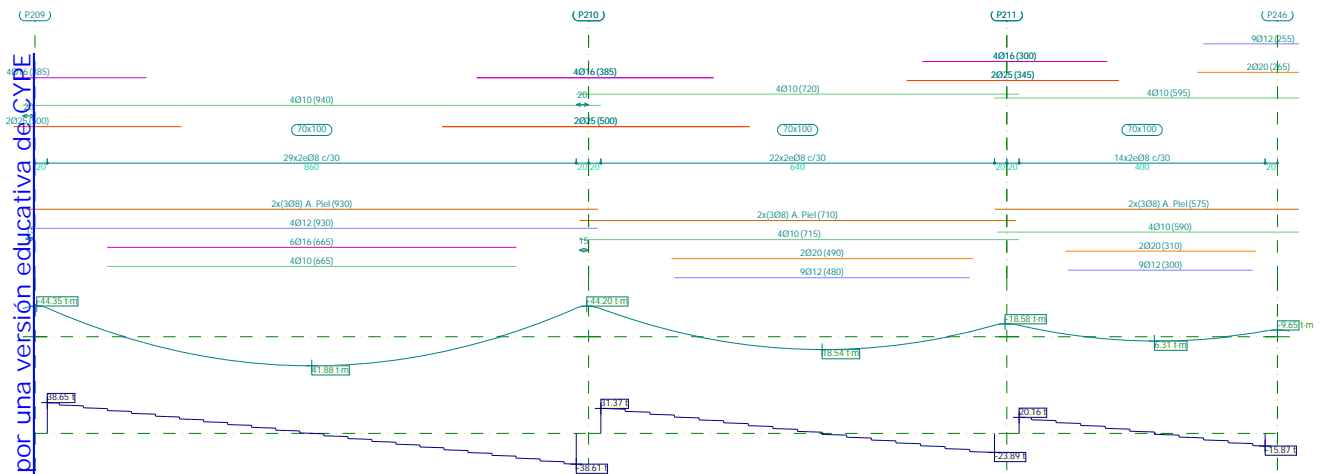 P209 P210 P211 P246
9Ø12 (255)
4Ø16 (300)
4Ø16 (385) 4Ø16 (385) 2Ø20 (265)
2Ø25 (345)
4Ø10 (720)
20 4Ø10 (595)
4Ø10 (940)
2Ø25 (500) 2Ø25 (500)
70x100 70x100 70x100
29x2eØ8 c/30 22x2eØ8 c/30 14x2eØ8 c/30
20 860 20 20 640 20 20 400 20
2x(3Ø8) A. Piel (930) 2x(3Ø8) A. Piel (575)
2x(3Ø8) A. Piel (710)
4Ø12 (930)
4Ø10 (590)
15 4Ø10 (715)
6Ø16 (665)
2Ø20 (310)
2Ø20 (490)
4Ø10 (665)
9Ø12 (300)
9Ø12 (480)
-44.35 t·m -44.20 t·m
-18.58 t·m
-9.65 t·m
6.31 t·m
18.54 t·m
41.88 t·m
38.65 t
31.37 t
20.16 t
-15.87 t
-23.89 t
-38.61 t
por una versión educativa de CYPE